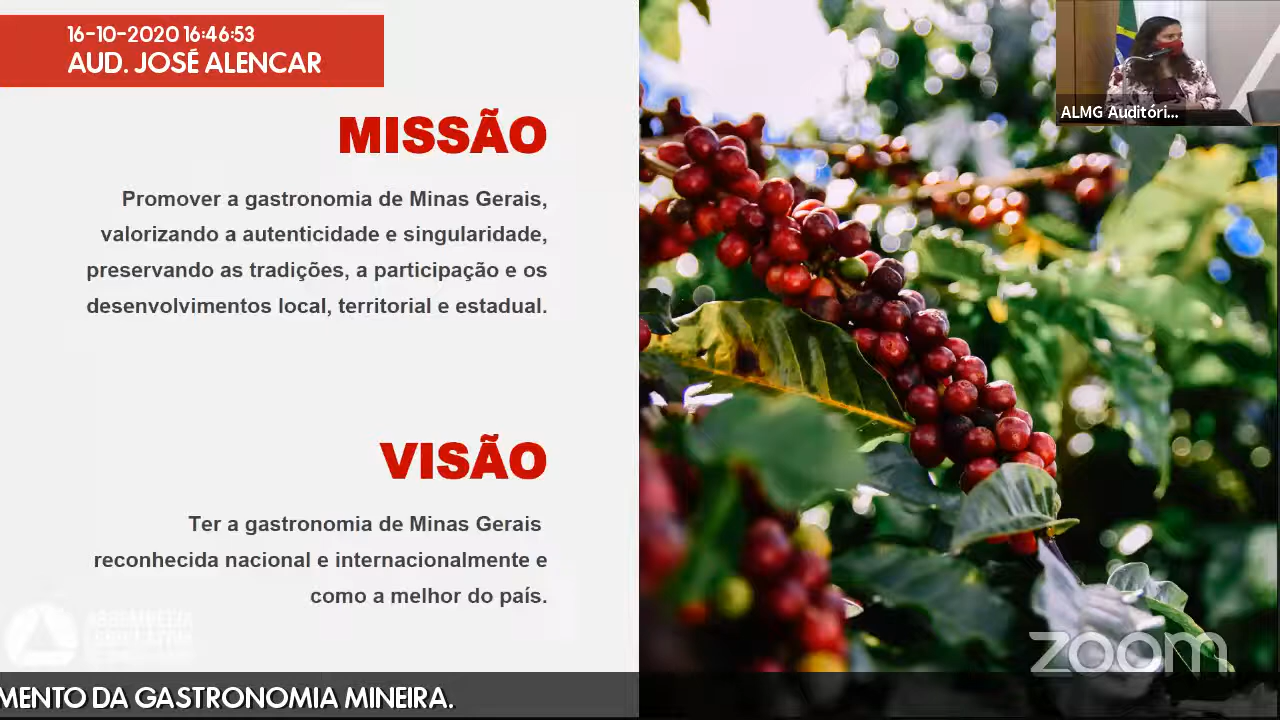 16-10-2020 16:46:53
AUD. JOSÉ ALENCAR
ALMG Auditóri...
MISSÃO
Promover a gastronomia de Minas Gerais,
valorizando a autenticidade e singularidade,
preservando as tradições, a participação e os
desenvolvimentos local, territorial e estadual.
VISÃO
Ter a gastronomia de Minas Gerais
reconhecida nacional e internacionalmente e
como a melhor do país.
ASSEMBLEIA
zoom
MENTO DA GASTRONOMIA MINEIRA.